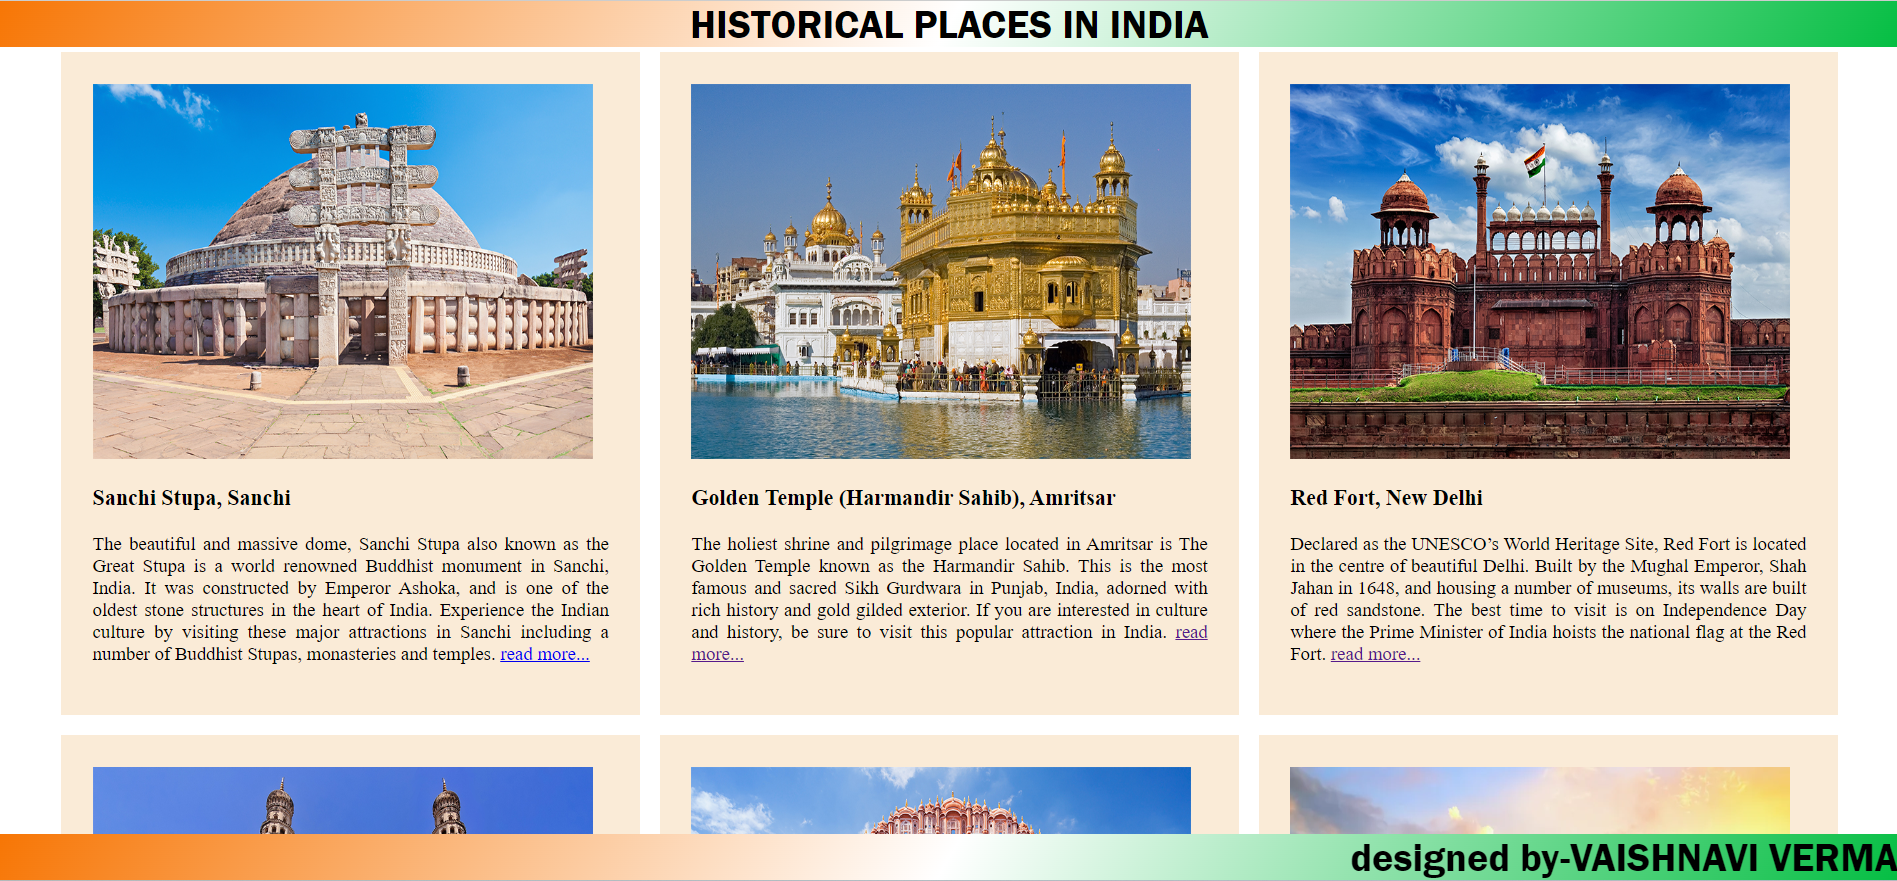 HISTORICAL PLACES IN INDIA
Sanchi Stupa, Sanchi
The beautiful and massive dome, Sanchi Stupa also known as the
Great Stupa is a world renowned Buddhist monument in Sanchi,
India. It was constructed by Emperor Ashoka, and is one of the
oldest stone structures in the heart of India. Experience the Indian
culture by visiting these major attractions in Sanchi including a
number of Buddhist Stupas, monasteries and temples. read more...
Golden Temple (Harmandir Sahib), Amritsar
The holiest shrine and pilgrimage place located in Amritsar is The
Golden Temple known as the Harmandir Sahib. This is the most
famous and sacred Sikh Gurdwara in Punjab, India, adorned with
rich history and gold gilded exterior. If you are interested in culture
and history, be sure to visit this popular attraction in India. read
more...
Red Fort, New Delhi
Declared as the UNESCO’s World Heritage Site, Red Fort is located
in the centre of beautiful Delhi. Built by the Mughal Emperor, Shah
Jahan in 1648, and housing a number of museums, its walls are built
of red sandstone. The best time to visit is on Independence Day
where the Prime Minister of India hoists the national flag at the Red
Fort. read more...
designed by-VAISHNAVI VERMA